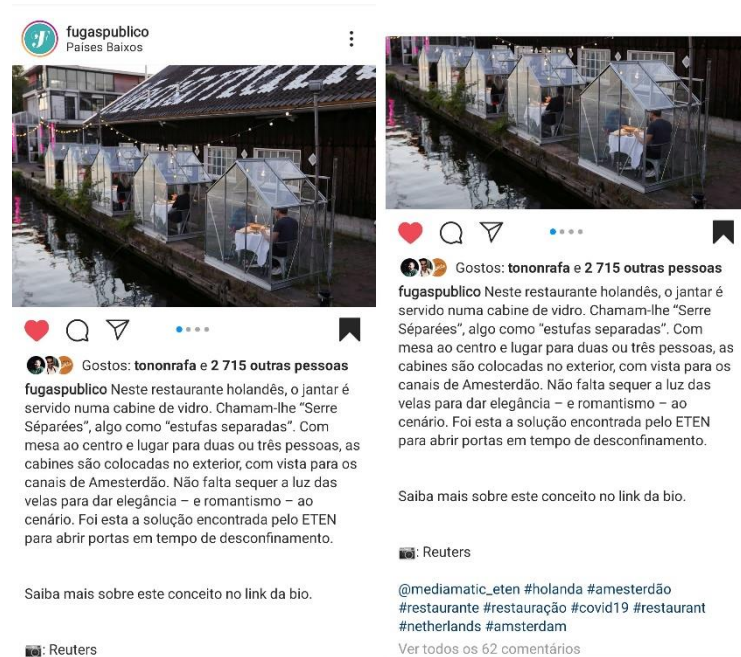 fugaspublico
Países Baixos
Gostos: tononrafa e 2 715 outras pessoas
fugaspublico Neste restaurante holandês, o jantar é
servido numa cabine de vidro. Chamam-lhe “Serre
Séparées”, algo como “estufas separadas”. Com
mesa ao centro e lugar para duas ou três pessoas, as
cabines são colocadas no exterior, com vista para os
canais de Amesterdão. Não falta sequer a luz das
velas para dar elegância – e romantismo – ao
cenário. Foi esta a solução encontrada pelo ETEN
para abrir portas em tempo de desconfinamento.
Saiba mais sobre este conceito no link da bio.
📷: Reuters
Gostos: tononrafa e 2 715 outras pessoas
fugaspublico Neste restaurante holandês, o jantar é
servido numa cabine de vidro. Chamam-lhe “Serre
Séparées”, algo como “estufas separadas”. Com
mesa ao centro e lugar para duas ou três pessoas, as
cabines são colocadas no exterior, com vista para os
canais de Amesterdão. Não falta sequer a luz das
velas para dar elegância – e romantismo – ao
cenário. Foi esta a solução encontrada pelo ETEN
para abrir portas em tempo de desconfinamento.
Saiba mais sobre este conceito no link da bio.
📷: Reuters
@mediamatic_eten #holanda #amesterdão
#restaurante #restauração #covid19 #restaurant
#netherlands #amsterdam
Ver todos os 62 comentários